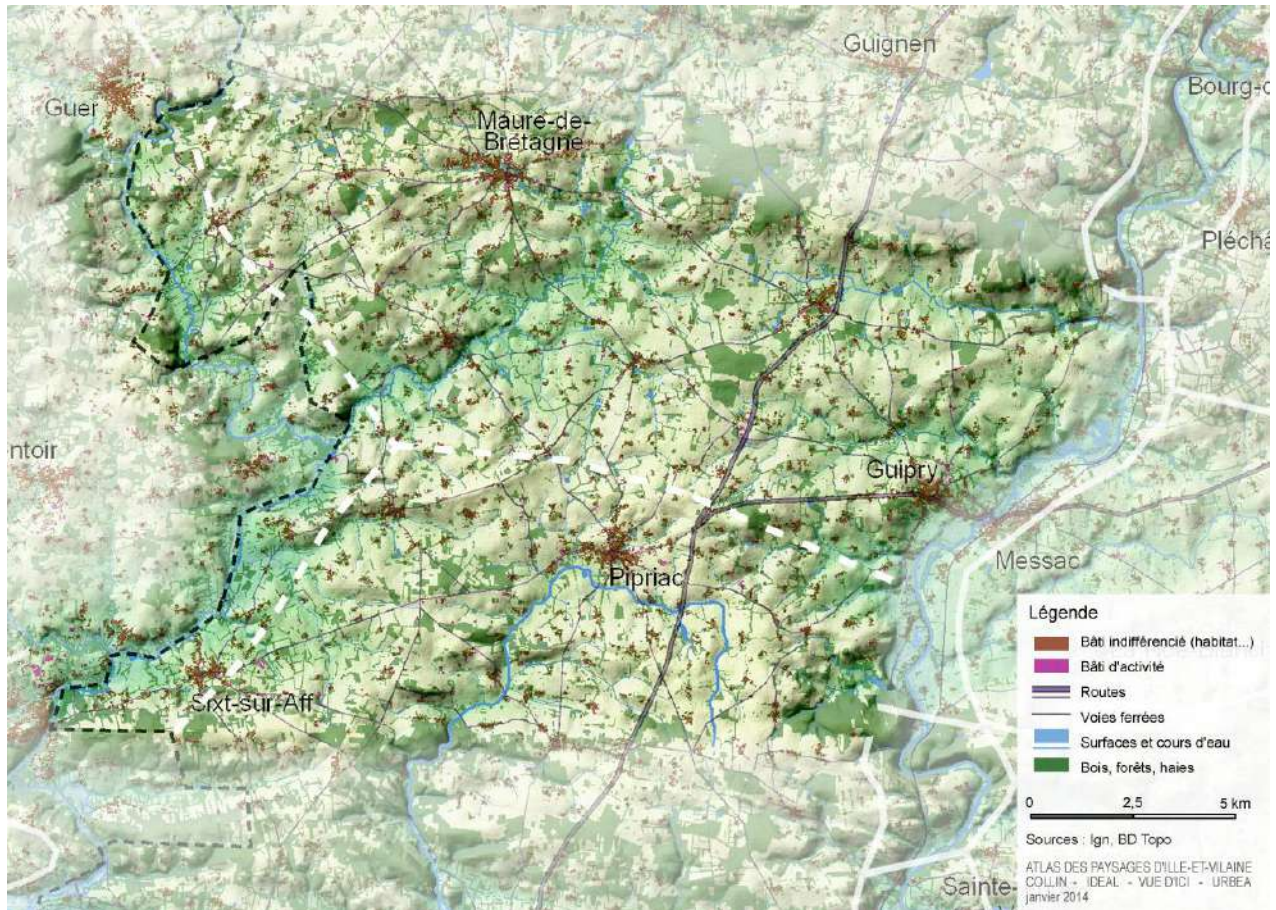 Guignen
Guer
Bourg-c
Maure-de-
Bretagne
Plécha
ntoir
Guipry
Messac
Pipriac
Sixt-sur-Aff
Légende
Bâti indifférencié (habitat...)
Bâti d'activité
Routes
Voies ferrées
Surfaces et cours d'eau
Bois, forêts, haies
0 2,5 5 km
Sources : Ign, BD Topo
ATLAS DES PAYSAGES D'ILLE-ET-VILAINE
COLLIN - IDEAL - VUE D'ICI - URBEA
janvier 2014
Sainte-